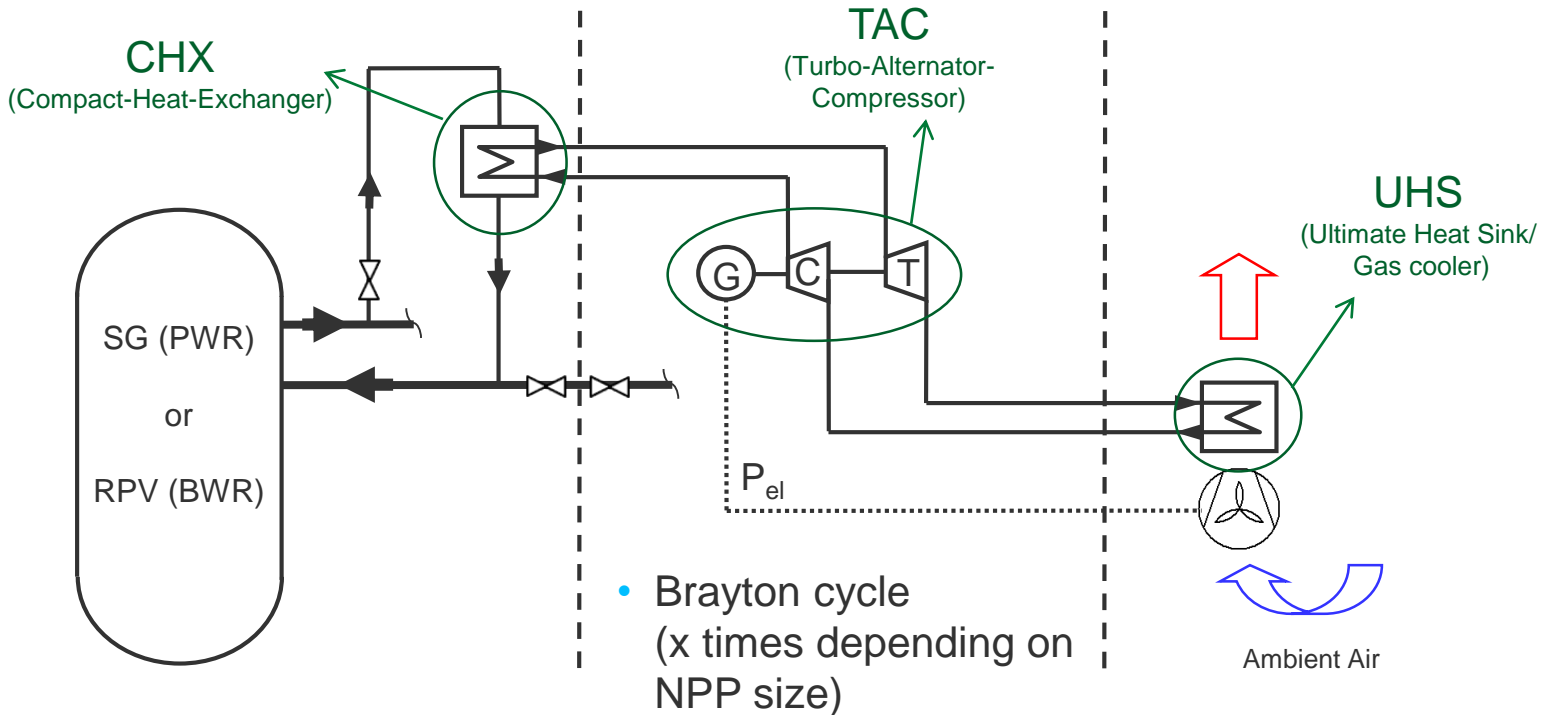 CHX
(Compact-Heat-Exchanger)
TAC
(Turbo-Alternator-
Compressor)
UHS
(Ultimate Heat Sink/
Gas cooler)
G
C
T
SG (PWR)
or
RPV (BWR)
Pel
• Brayton cycle
(x times depending on
NPP size)
Ambient Air